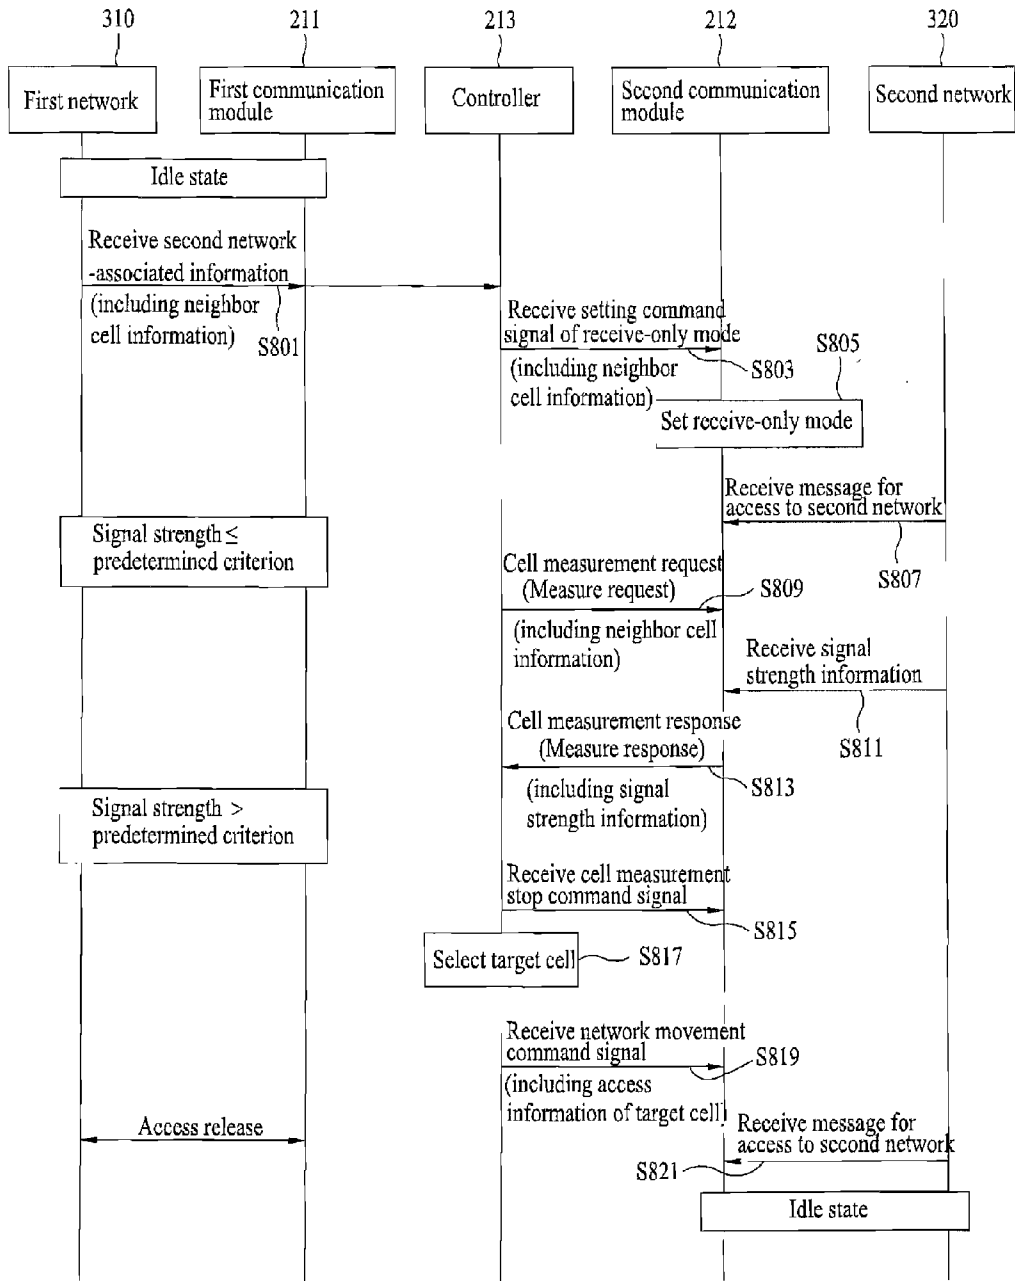 310
211
213
212
320
First network
First communication
module
Controller
Second communication
module
Second network
Idle state
Receive second network
-associated information
(including neighbor
cell information)
S801
Receive setting command
signal of receive-only mode
S803
(including neighbor
cell information)
S805
Set receive-only mode
Receive message for
access to second network
S807
Signal strength ≤
predetermined criterion
Cell measurement request
(Measure request)
S809
(including neighbor cell
information)
Receive signal
strength information
S811
Cell measurement response
(Measure response)
S813
(including signal
strength information)
Signal strength >
predetermined criterion
Receive cell measurement
stop command signal
S815
Select target cell
S817
Receive network movement
command signal
S819
(including access
information of target cell)
Access release
Receive message for
access to second network
S821
Idle state